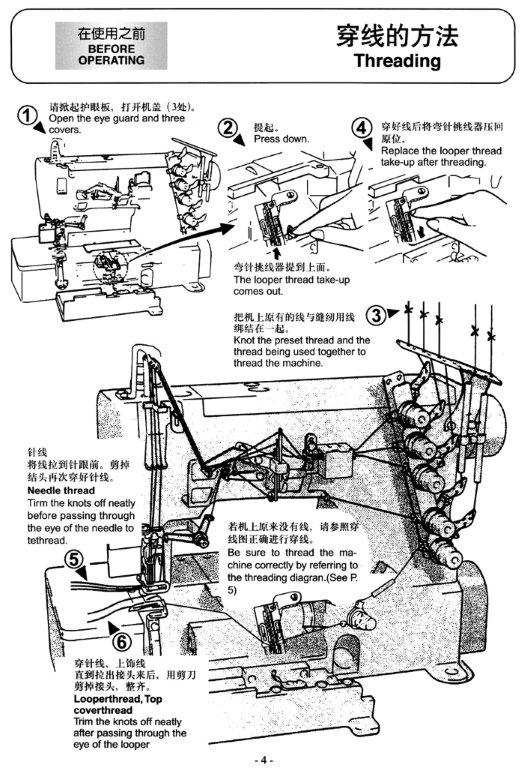 在使用之前
BEFORE
OPERATING
穿线的方法
Threading
① 请掀起护眼板，打开机盖（3处）。
Open the eye guard and three
covers.
② 提起。
Press down.
④ 穿好线后将弯针挑线器压回
原位。
Replace the looper thread
take-up after threading.
弯针挑线器提到上面。
The looper thread take-up
comes out.
把机上原有的线与缝纫用线
绑结在一起。
③
Knot the preset thread and the
thread being used together to
thread the machine.
针线
将线拉到针跟前。剪掉
结头再次穿好针线。
Needle thread
Tirm the knots off neatly
before passing through
the eye of the needle to
tethread.
⑤
若机上原来没有线，请参照穿
线图正确进行穿线。
Be sure to thread the ma-
chine correctly by referring to
the threading diagran.(See P.
5)
⑥
穿针线、上饰线
直到拉出接头来后，用剪刀
剪掉接头，整齐。
Looperthread, Top
coverthread
Trim the knots off neatly
after passing through the
eye of the looper
- 4 -